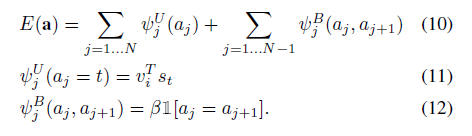 E(a) = ∑_{j=1...N} ψ_j^U(a_j) + ∑_{j=1...N−1} ψ_j^B(a_j, a_{j+1}) (10)
ψ_j^U(a_j = t) = v_i^T s_t (11)
ψ_j^B(a_j, a_{j+1}) = β𝟙[a_j = a_{j+1}]. (12)